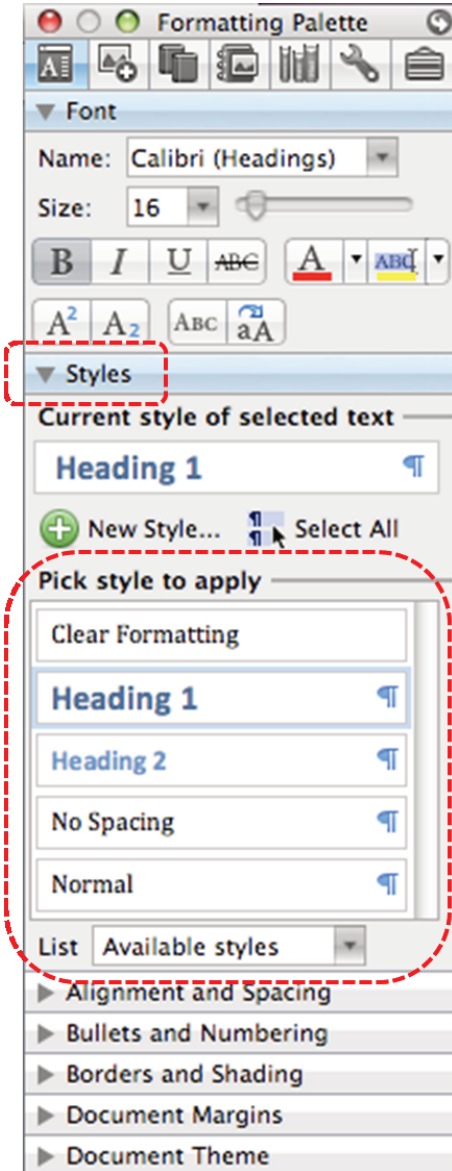 Formatting Palette
Font
Name: Calibri (Headings)
Size: 16
B I U ABC A ABC
A2 A2 ABC aA
Styles
Current style of selected text
Heading 1 ¶
New Style... Select All
Pick style to apply
Clear Formatting
Heading 1 ¶
Heading 2 ¶
No Spacing ¶
Normal ¶
List Available styles
Alignment and Spacing
Bullets and Numbering
Borders and Shading
Document Margins
Document Theme